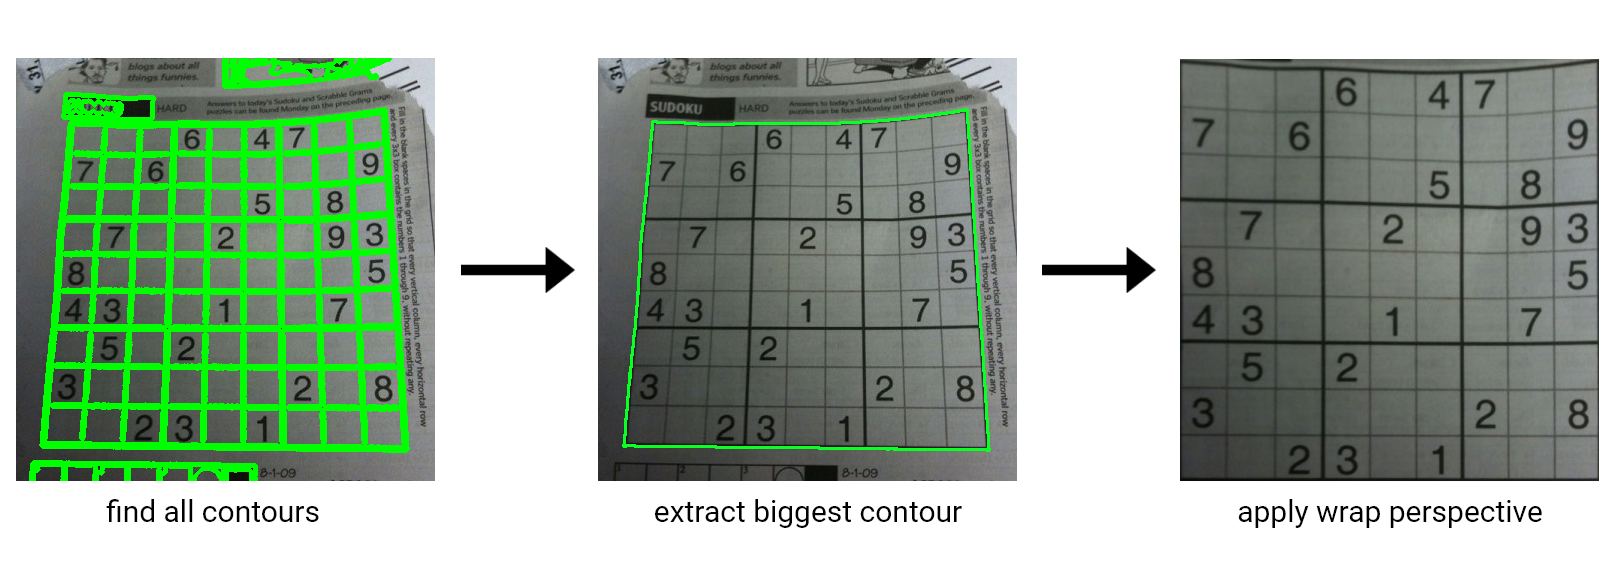 31,
blogs about all
things funnies.
HARD
Answers to today's Sudoku and Scrabble Grams
puzzles can be found Monday on the preceding page.
Fill in the blank spaces in the grid so that every vertical column, every horizontal row
and every 3x3 box contains the numbers 1 through 9, without repeating any.
6 4 7
7 6 9
5 8
7 2 9 3
8 5
4 3 1 7
5 2
3 2 8
2 3 1
8-1-09
find all contours
31,
blogs about all
things funnies.
SUDOKU HARD
Answers to today's Sudoku and Scrabble Grams
puzzles can be found Monday on the preceding page.
Fill in the blank spaces in the grid so that every vertical column, every horizontal row
and every 3x3 box contains the numbers 1 through 9, without repeating any.
6 4 7
7 6 9
5 8
7 2 9 3
8 5
4 3 1 7
5 2
3 2 8
2 3 1
1 2 3
8-1-09
extract biggest contour
6 4 7
7 6 9
5 8
7 2 9 3
8 5
4 3 1 7
5 2
3 2 8
2 3 1
apply wrap perspective